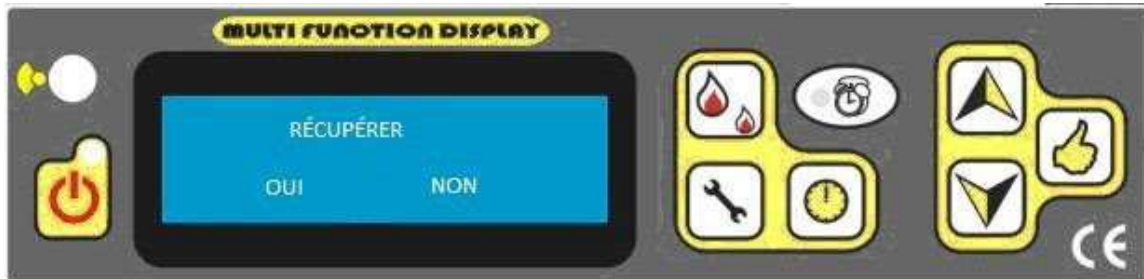 MULTI FUNCTION DISPLAY
RÉCUPÉRER
OUI NON
CE